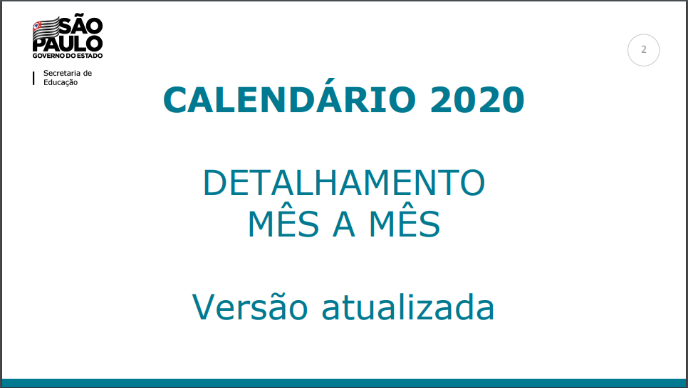 SÃO
PAULO
GOVERNO DO ESTADO
Secretaria de
Educação
2
CALENDÁRIO 2020
DETALHAMENTO
MÊS A MÊS
Versão atualizada